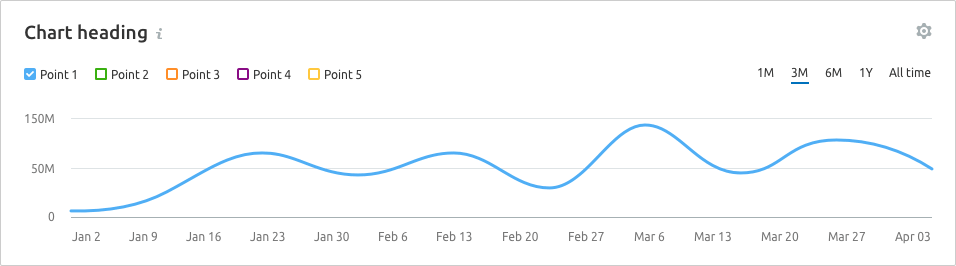 Chart heading i
Point 1 Point 2 Point 3 Point 4 Point 5 1M 3M 6M 1Y All time
150M
50M
0
Jan 2 Jan 9 Jan 16 Jan 23 Jan 30 Feb 6 Feb 13 Feb 20 Feb 27 Mar 6 Mar 13 Mar 20 Mar 27 Apr 03